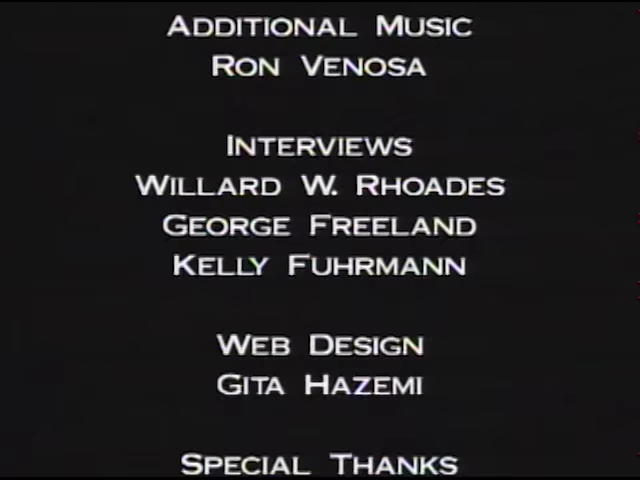 ADDITIONAL MUSIC
RON VENOSA
INTERVIEWS
WILLARD W. RHOADES
GEORGE FREELAND
KELLY FUHRMANN
WEB DESIGN
GITA HAZEMI
SPECIAL THANKS